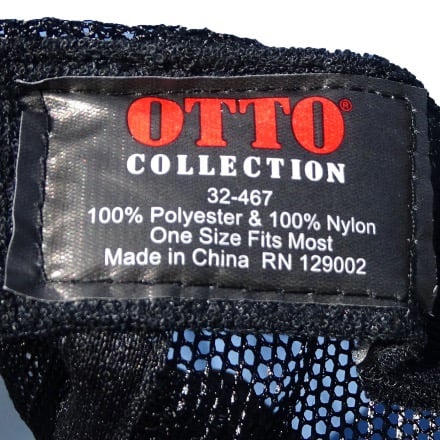 OTTO®
COLLECTION
32-467
100% Polyester & 100% Nylon
One Size Fits Most
Made in China RN 129002